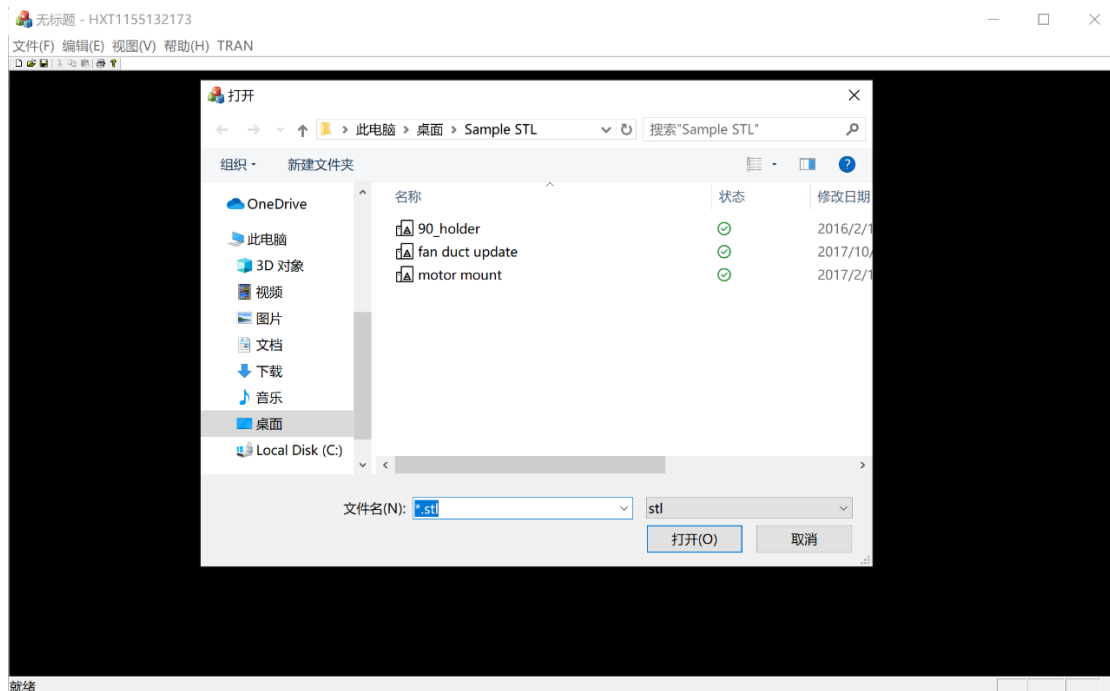 无标题 - HXT1155132173
文件(F) 编辑(E) 视图(V) 帮助(H) TRAN
打开
此电脑 > 桌面 > Sample STL
搜索"Sample STL"
组织 新建文件夹
名称 状态 修改日期
OneDrive
此电脑
3D 对象
视频
图片
文档
下载
音乐
桌面
Local Disk (C:)
90_holder 2016/2/1
fan duct update 2017/10/
motor mount 2017/2/1
文件名(N): *.stl stl
打开(O) 取消
就绪